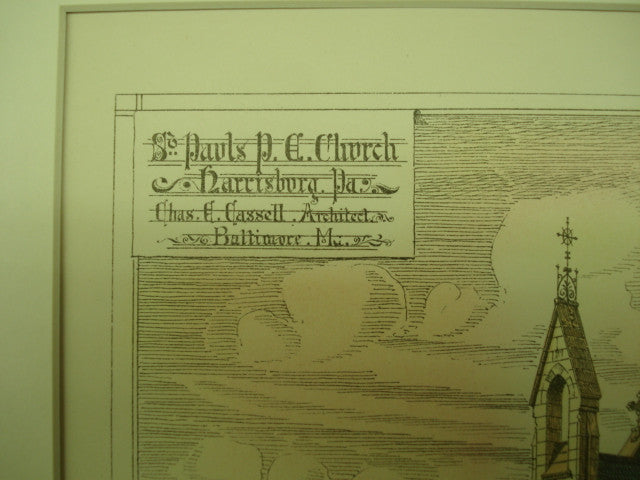 St. Pauls P. E. Church
Harrisburg. Pa.
Chas. E. Cassell. Architect.
Baltimore. Md.